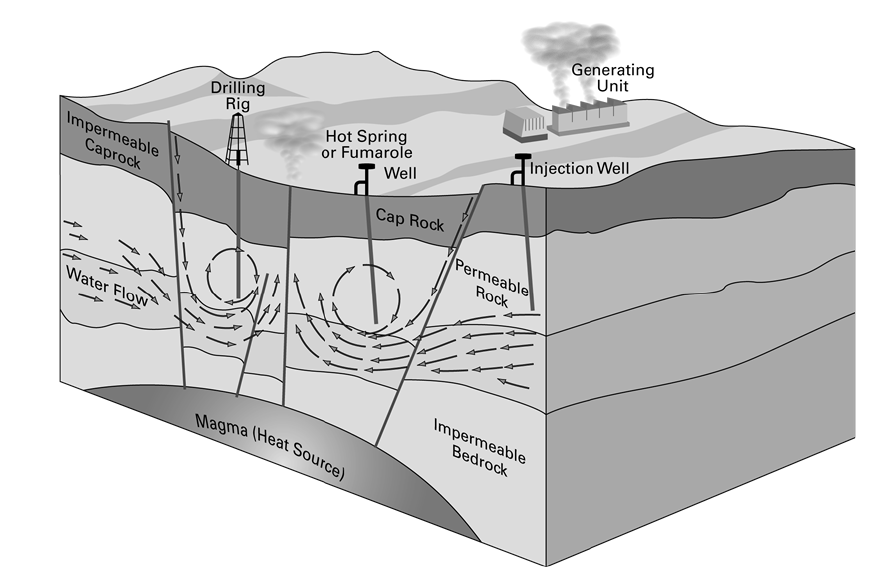 Generating
Unit
Drilling
Rig
Hot Spring
or Fumarole
Well
Injection Well
Impermeable
Caprock
Cap Rock
Permeable
Rock
Water Flow
Magma (Heat Source)
Impermeable
Bedrock